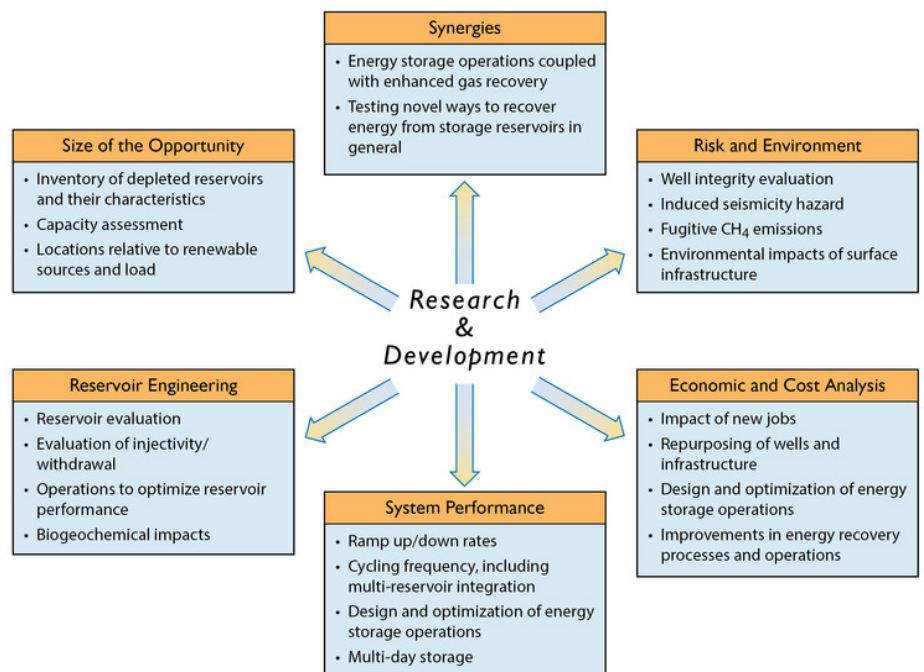 Synergies
• Energy storage operations coupled
with enhanced gas recovery
• Testing novel ways to recover
energy from storage reservoirs in
general
Size of the Opportunity
• Inventory of depleted reservoirs
and their characteristics
• Capacity assessment
• Locations relative to renewable
sources and load
Risk and Environment
• Well integrity evaluation
• Induced seismicity hazard
• Fugitive CH₄ emissions
• Environmental impacts of surface
infrastructure
Research
&
Development
Reservoir Engineering
• Reservoir evaluation
• Evaluation of injectivity/
withdrawal
• Operations to optimize reservoir
performance
• Biogeochemical impacts
System Performance
• Ramp up/down rates
• Cycling frequency, including
multi-reservoir integration
• Design and optimization of energy
storage operations
• Multi-day storage
Economic and Cost Analysis
• Impact of new jobs
• Repurposing of wells and
infrastructure
• Design and optimization of energy
storage operations
• Improvements in energy recovery
processes and operations